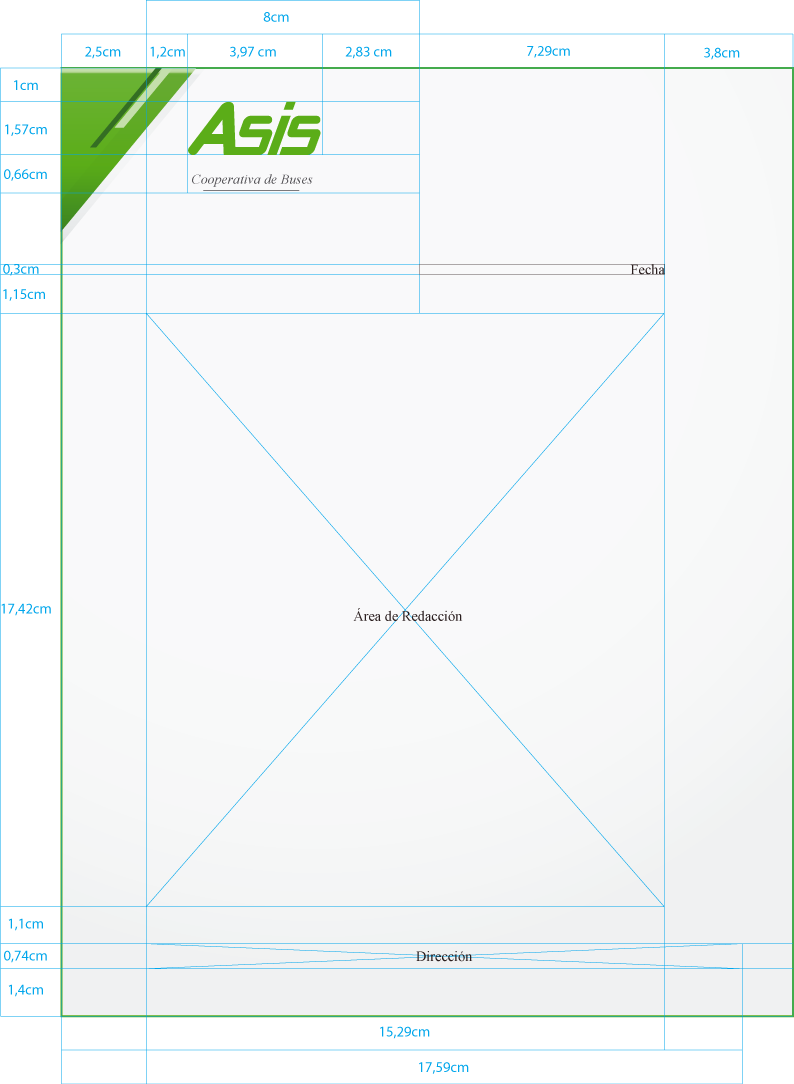 8cm
2,5cm 1,2cm 3,97 cm 2,83 cm 7,29cm 3,8cm
1cm
Asis
1,57cm
0,66cm
Cooperativa de Buses
0,3cm
Fecha
1,15cm
17,42cm
Área de Redacción
1,1cm
0,74cm
Dirección
1,4cm
15,29cm
17,59cm